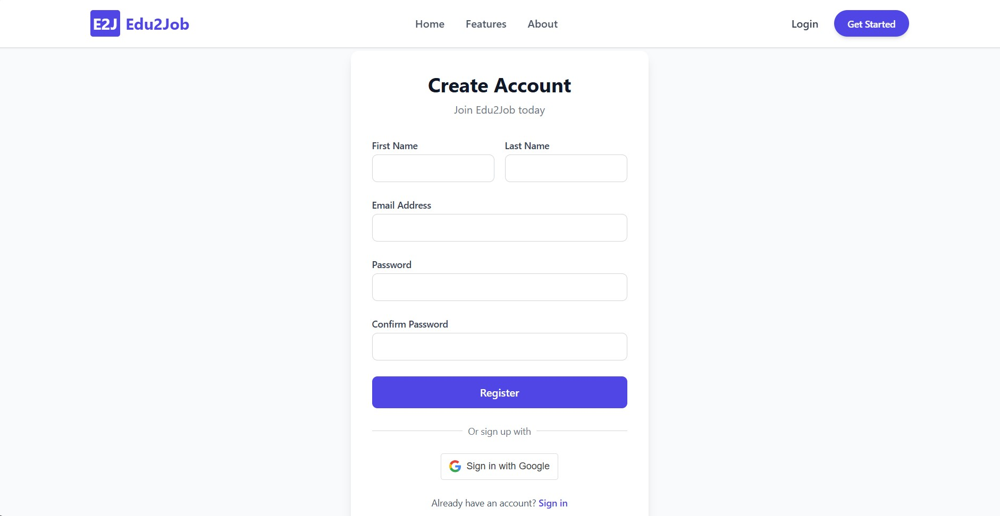 E2J Edu2Job Home Features About Login Get Started
Create Account
Join Edu2Job today
First Name Last Name
Email Address
Password
Confirm Password
Register
Or sign up with
Sign in with Google
Already have an account? Sign in